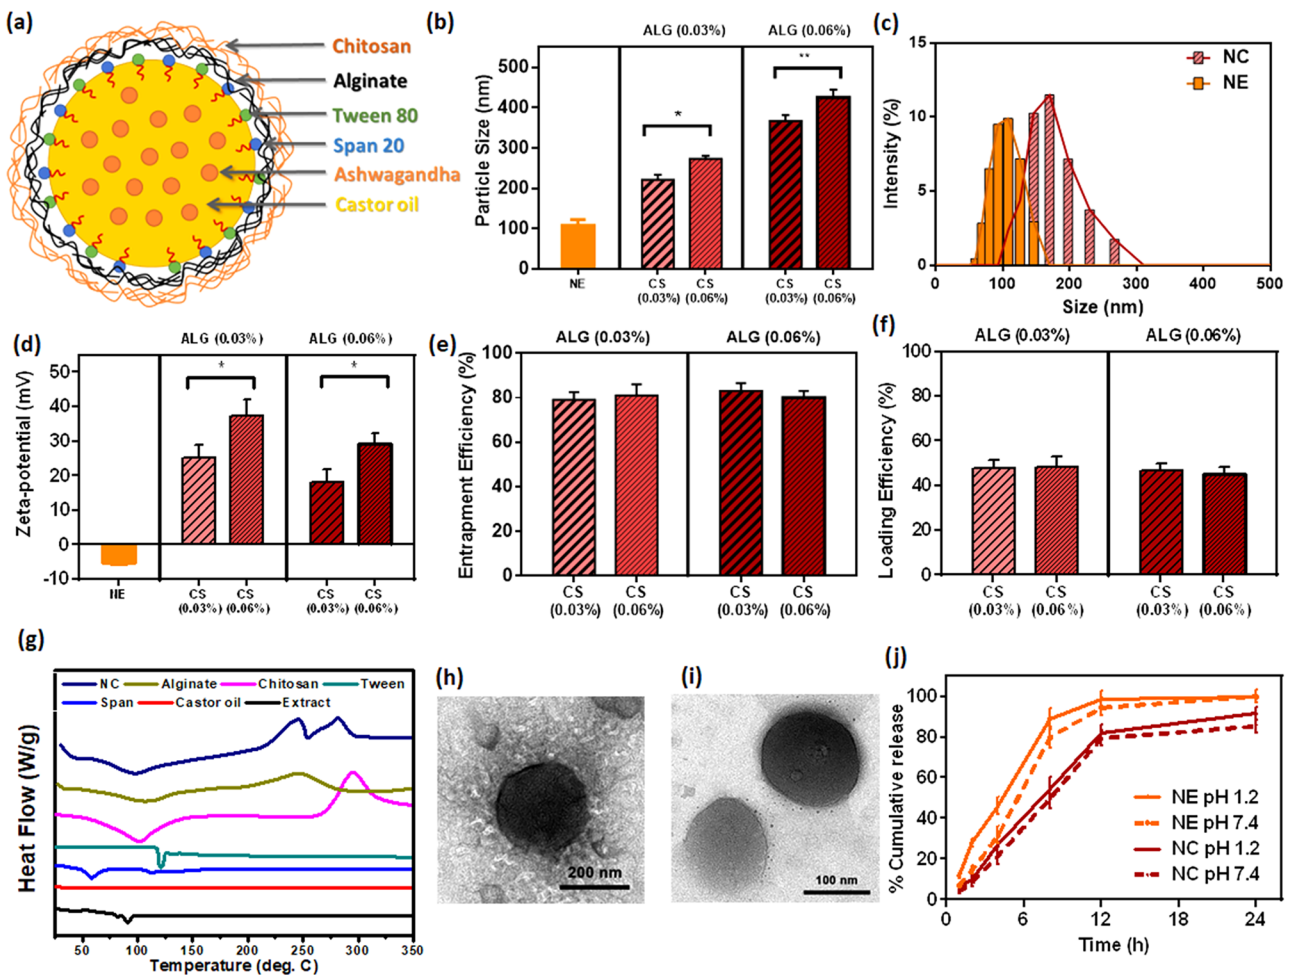 (a)
Chitosan
Alginate
Tween 80
Span 20
Ashwagandha
Castor oil
(b)
ALG (0.03%)
ALG (0.06%)
Particle Size (nm)
500
400
300
200
100
0
*
**
NE
CS
(0.03%)
CS
(0.06%)
CS
(0.03%)
CS
(0.06%)
(c)
Intensity (%)
15
10
5
0
NC
NE
0
100
200
300
400
500
Size (nm)
(d)
ALG (0.03%)
ALG (0.06%)
Zeta-potential (mV)
50
40
30
20
10
0
-10
*
*
NE
CS
(0.03%)
CS
(0.06%)
CS
(0.03%)
CS
(0.06%)
(e)
ALG (0.03%)
ALG (0.06%)
Entrapment Efficiency (%)
100
80
60
40
20
0
CS
(0.03%)
CS
(0.06%)
CS
(0.03%)
CS
(0.06%)
(f)
ALG (0.03%)
ALG (0.06%)
Loading Efficiency (%)
100
80
60
40
20
0
CS
(0.03%)
CS
(0.06%)
CS
(0.03%)
CS
(0.06%)
(g)
NC Alginate Chitosan Tween
Span Castor oil Extract
Heat Flow (W/g)
50 100 150 200 250 300 350
Temperature (deg. C)
(h)
200 nm
(i)
100 nm
(j)
% Cumulative release
100
80
60
40
20
0
NE pH 1.2
NE pH 7.4
NC pH 1.2
NC pH 7.4
0 6 12 18 24
Time (h)